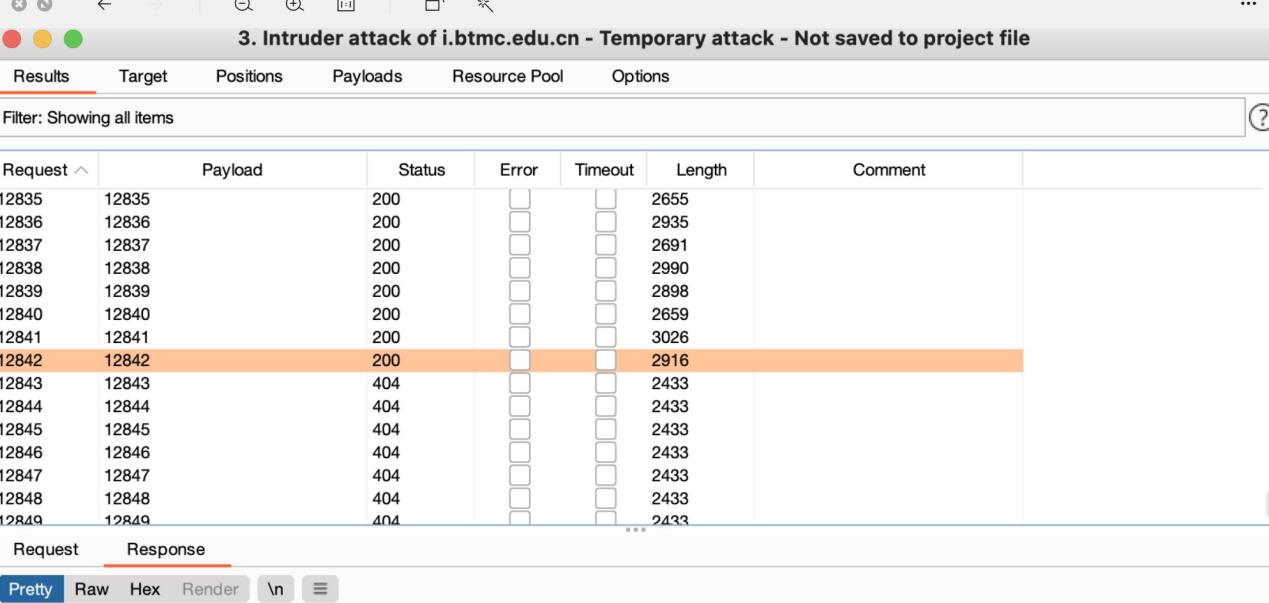 3. Intruder attack of i.btmc.edu.cn - Temporary attack - Not saved to project file
Results Target Positions Payloads Resource Pool Options
Filter: Showing all items
?
Request Payload Status Error Timeout Length Comment
12835 12835 200 2655
12836 12836 200 2935
12837 12837 200 2691
12838 12838 200 2990
12839 12839 200 2898
12840 12840 200 2659
12841 12841 200 3026
12842 12842 200 2916
12843 12843 404 2433
12844 12844 404 2433
12845 12845 404 2433
12846 12846 404 2433
12847 12847 404 2433
12848 12848 404 2433
12849 12849 404 2433
Request Response
Pretty Raw Hex Render \n